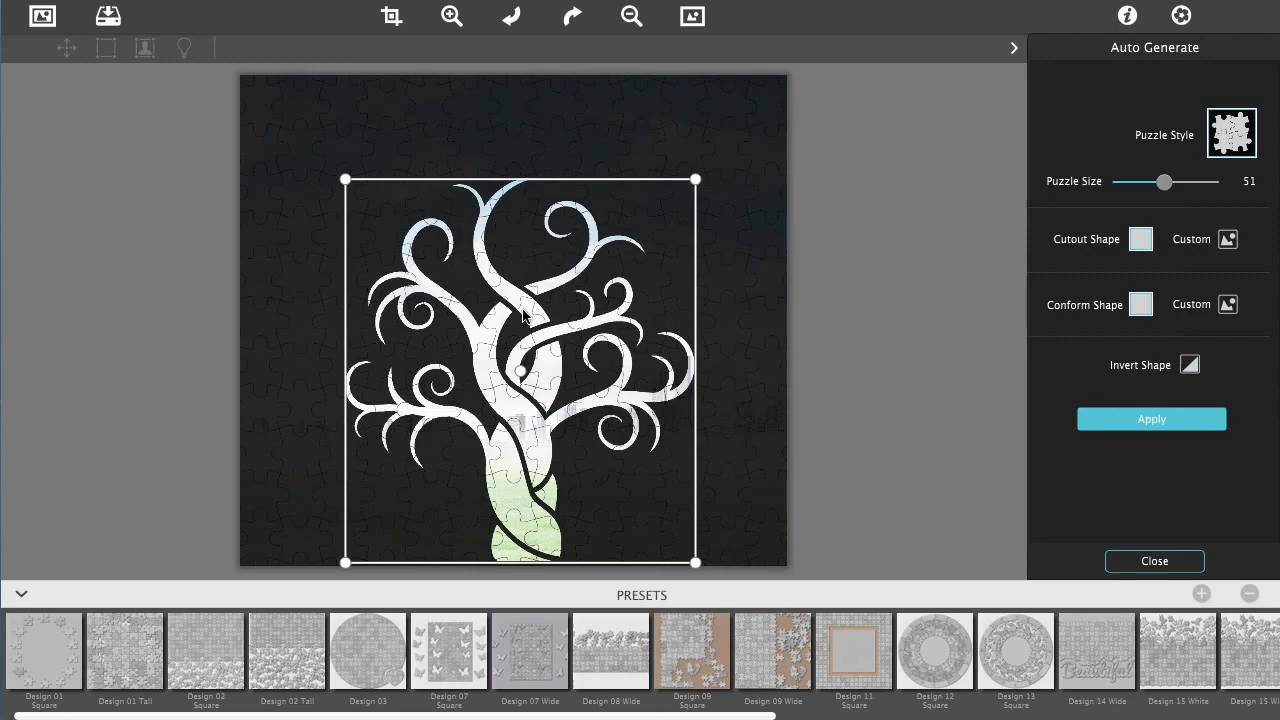 Auto Generate
Puzzle Style
Puzzle Size 51
Cutout Shape Custom
Conform Shape Custom
Invert Shape
Apply
Close
PRESETS
Design 01 Square
Design 01 Tall
Design 02 Square
Design 02 Tall
Design 03
Design 07 Square
Design 07 Wide
Design 08 Wide
Design 09 Square
Design 09 Wide
Design 11 Square
Design 12 Square
Design 13 Square
Design 14 Wide
Design 15 White
Design 15 W
Beautiful